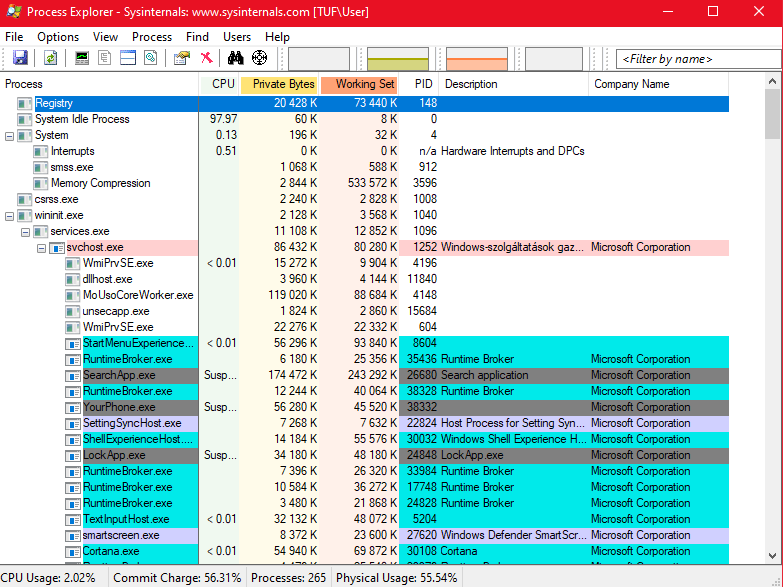 Process Explorer - Sysinternals: www.sysinternals.com [TUF\User]
File Options View Process Find Users Help
<Filter by name>
Process CPU Private Bytes Working Set PID Description Company Name
Registry 20 428 K 73 440 K 148
System Idle Process 97.97 60 K 8 K 0
System 0.13 196 K 32 K 4
Interrupts 0.51 0 K 0 K n/a Hardware Interrupts and DPCs
smss.exe 1 068 K 588 K 912
Memory Compression 2 844 K 533 572 K 3596
csrss.exe 2 240 K 2 828 K 1008
wininit.exe 2 128 K 3 568 K 1040
services.exe 11 108 K 12 852 K 1096
svchost.exe 86 432 K 80 280 K 1252 Windows-szolgáltatások gaz... Microsoft Corporation
WmiPrvSE.exe < 0.01 15 272 K 9 904 K 4196
dllhost.exe 3 960 K 4 144 K 11840
MoUsoCoreWorker.exe 119 020 K 88 684 K 4148
unsecapp.exe 1 824 K 2 860 K 15684
WmiPrvSE.exe 22 276 K 22 332 K 604
StartMenuExperience... < 0.01 56 296 K 93 840 K 8604
RuntimeBroker.exe 6 180 K 25 356 K 35436 Runtime Broker Microsoft Corporation
SearchApp.exe Susp... 174 472 K 243 292 K 26680 Search application Microsoft Corporation
RuntimeBroker.exe 12 244 K 40 064 K 38328 Runtime Broker Microsoft Corporation
YourPhone.exe Susp... 56 280 K 45 520 K 38332
SettingSyncHost.exe 7 268 K 7 632 K 22824 Host Process for Setting Syn... Microsoft Corporation
ShellExperienceHost.... 14 184 K 55 576 K 30032 Windows Shell Experience H... Microsoft Corporation
LockApp.exe Susp... 34 180 K 48 180 K 24848 LockApp.exe Microsoft Corporation
RuntimeBroker.exe 7 396 K 26 320 K 33984 Runtime Broker Microsoft Corporation
RuntimeBroker.exe 10 584 K 36 272 K 17748 Runtime Broker Microsoft Corporation
RuntimeBroker.exe 3 480 K 21 868 K 24828 Runtime Broker Microsoft Corporation
TextInputHost.exe < 0.01 32 132 K 48 072 K 5204
smartscreen.exe 8 372 K 23 600 K 27620 Windows Defender SmartScr... Microsoft Corporation
Cortana.exe < 0.01 54 940 K 69 872 K 30108 Cortana Microsoft Corporation
CPU Usage: 2.02% Commit Charge: 56.31% Processes: 265 Physical Usage: 55.54%